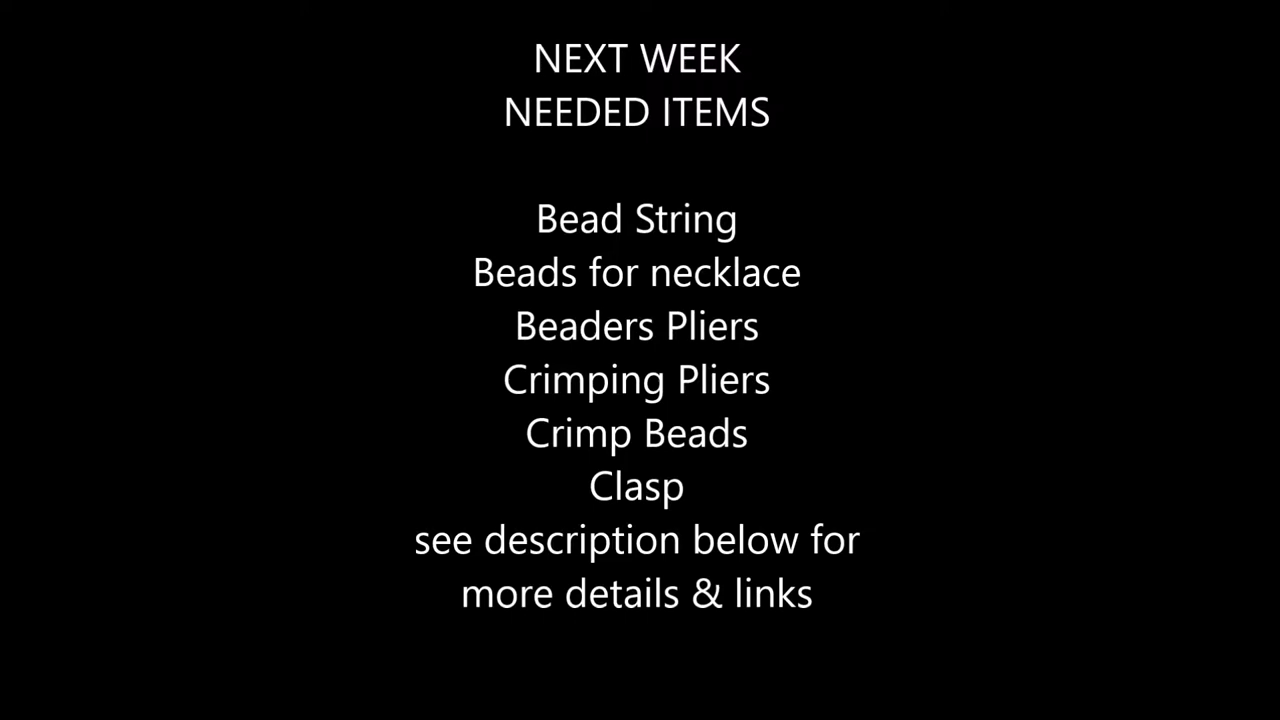 NEXT WEEK
NEEDED ITEMS
Bead String
Beads for necklace
Beaders Pliers
Crimping Pliers
Crimp Beads
Clasp
see description below for
more details & links